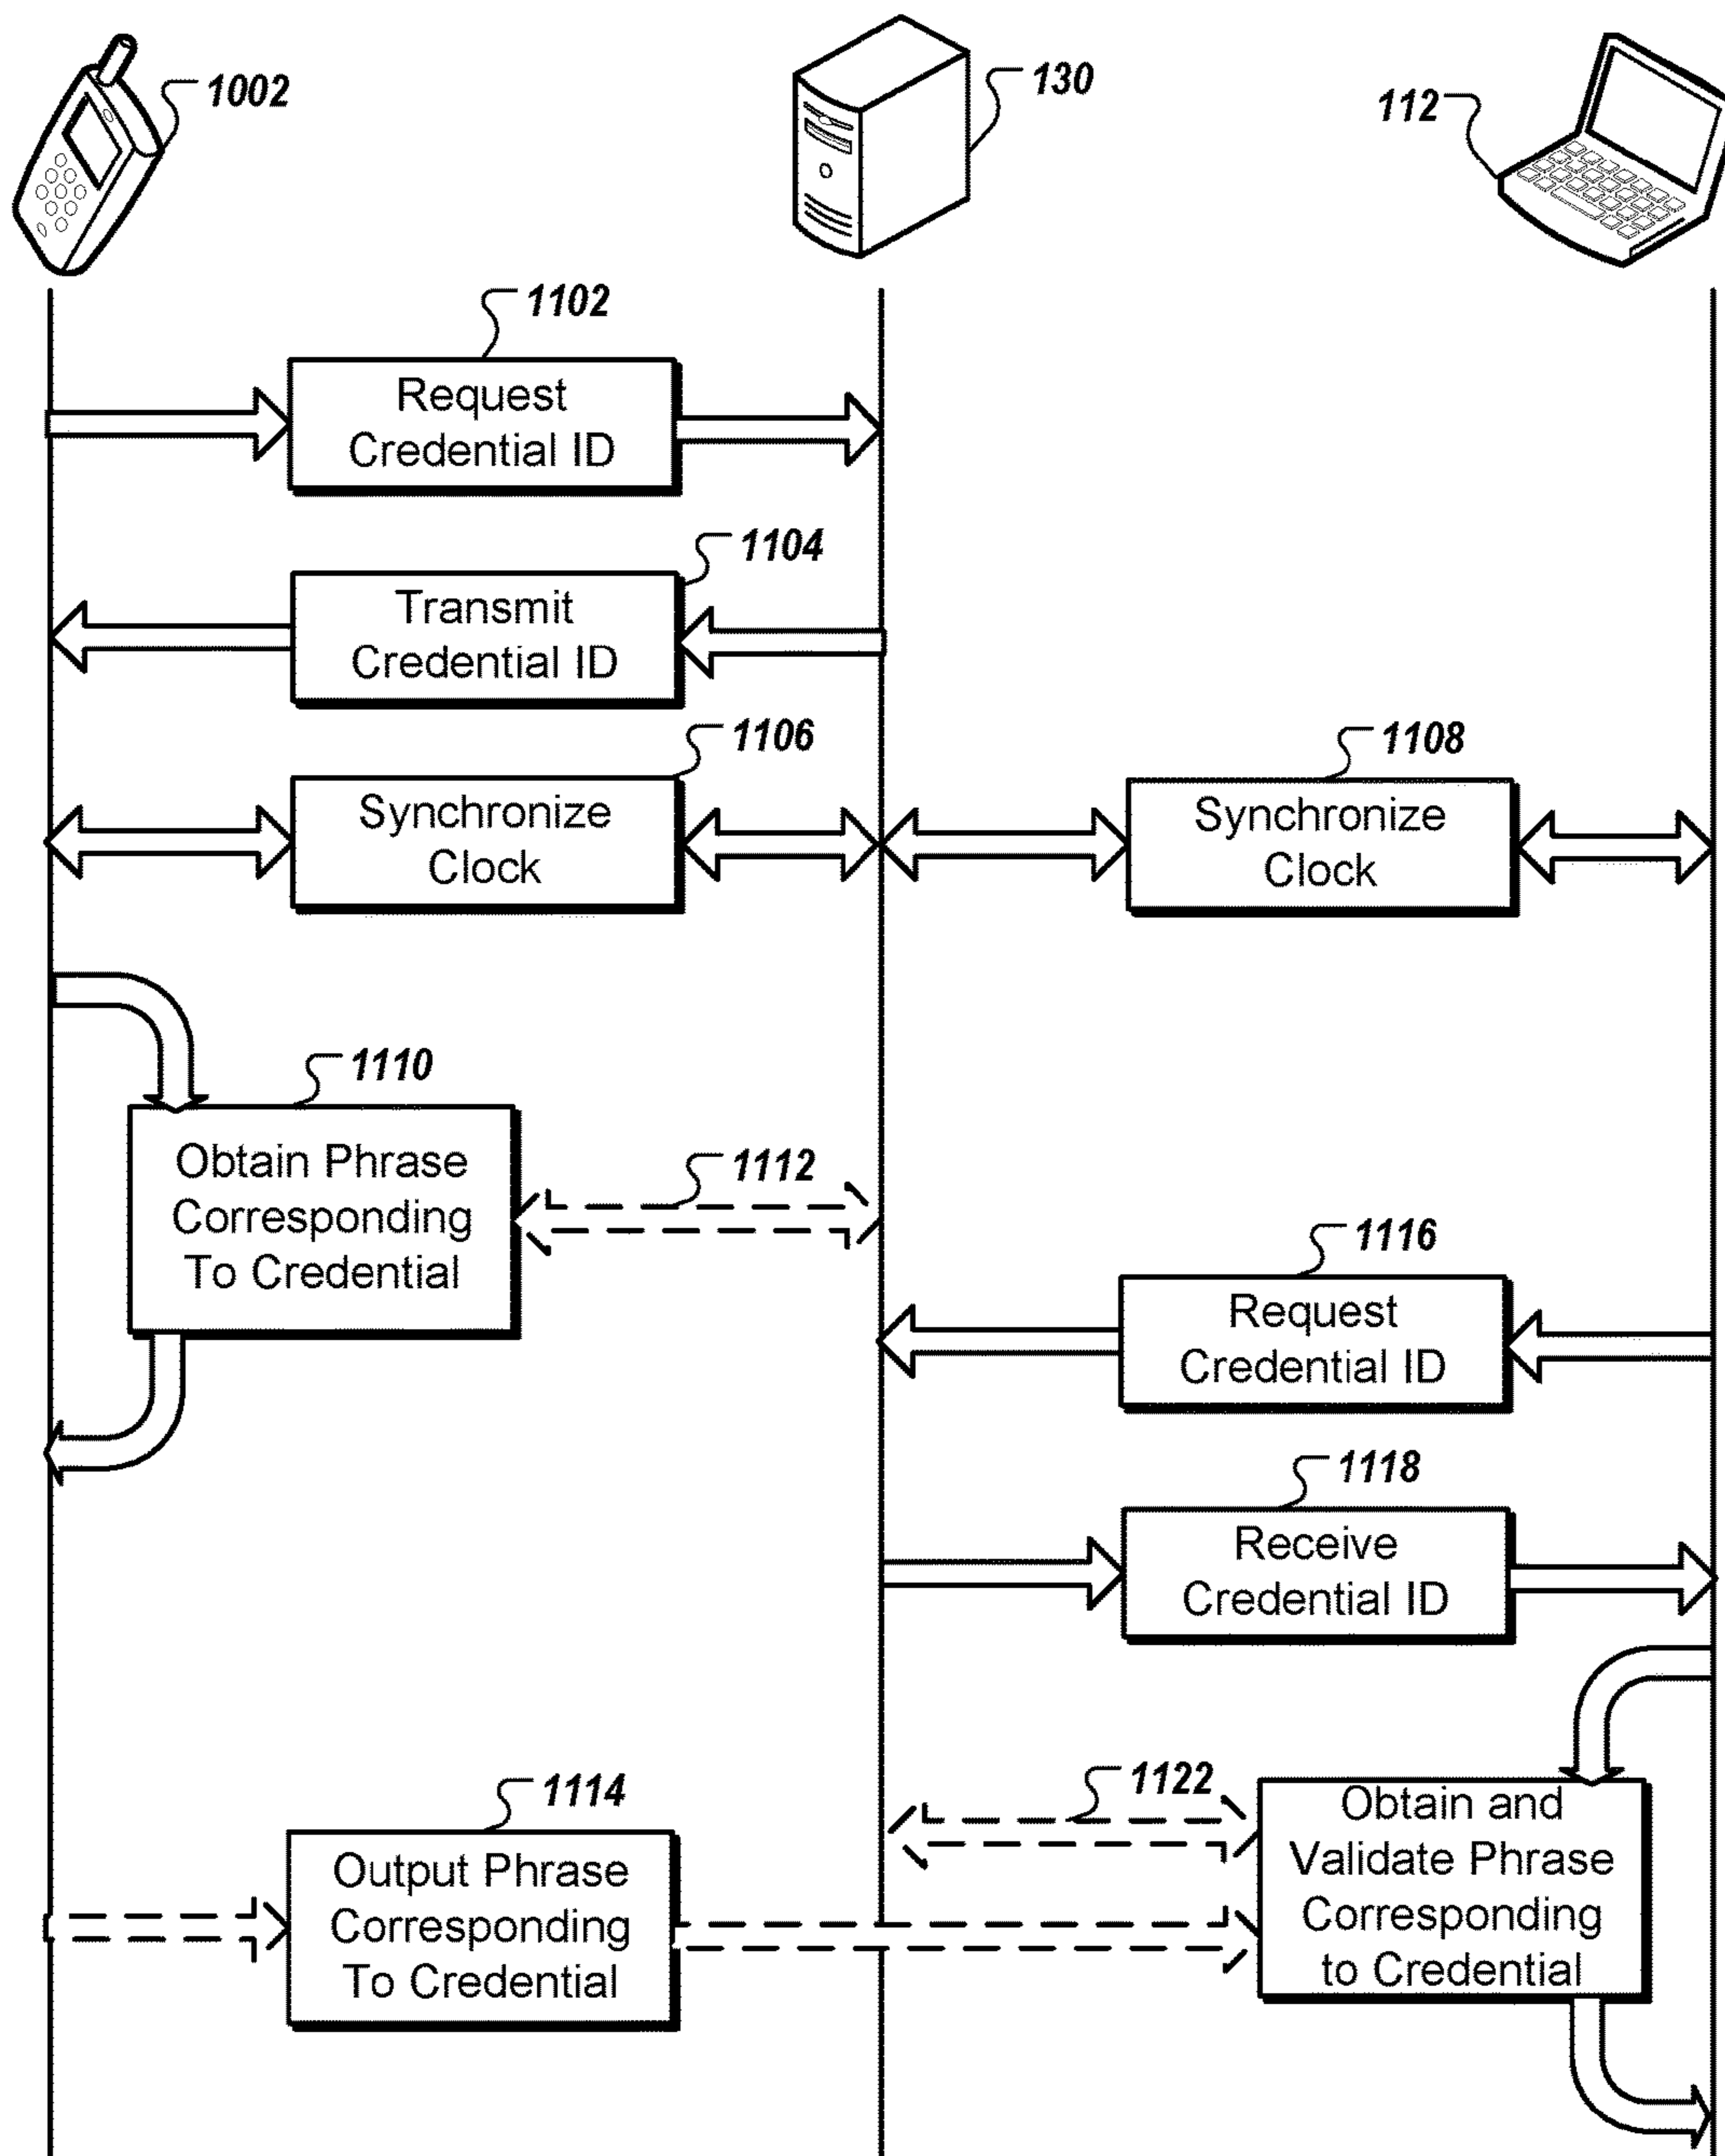 1002
130
112
1102
Request
Credential ID
1104
Transmit
Credential ID
1106
Synchronize
Clock
1108
Synchronize
Clock
1110
Obtain Phrase
Corresponding
To Credential
1112
1116
Request
Credential ID
1118
Receive
Credential ID
1114
Output Phrase
Corresponding
To Credential
1122
Obtain and
Validate Phrase
Corresponding
to Credential